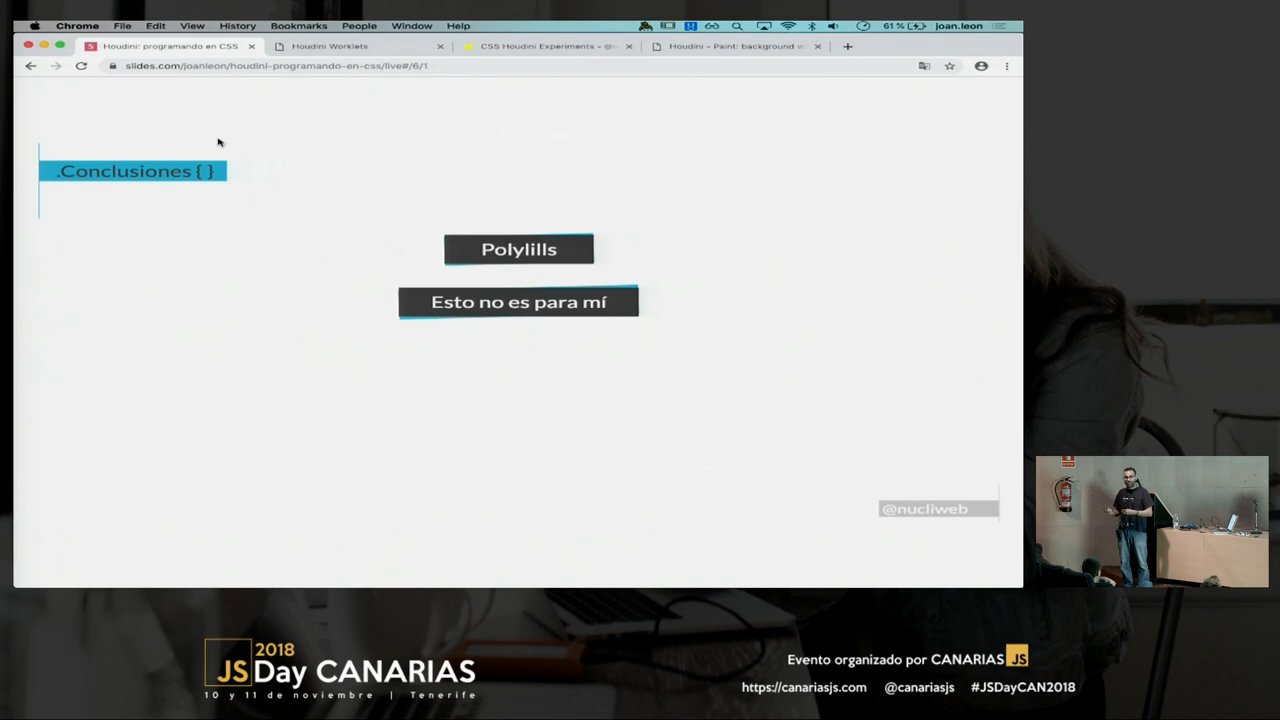 Chrome File Edit View History Bookmarks People Window Help 61% joan.leon
5 Houdini: programando en CSS
Houdini Worklets
CSS Houdini Experiments - @
Houdini - Paint: background w
slides.com/joanleon/houdini-programando-en-css/live#/6/1
.Conclusiones { }
Polylills
Esto no es para mí
@nucliweb
2018
JSDay CANARIAS
10 y 11 de noviembre | Tenerife
Evento organizado por CANARIAS JS
https://canariasjs.com @canariasjs #JSDayCAN2018